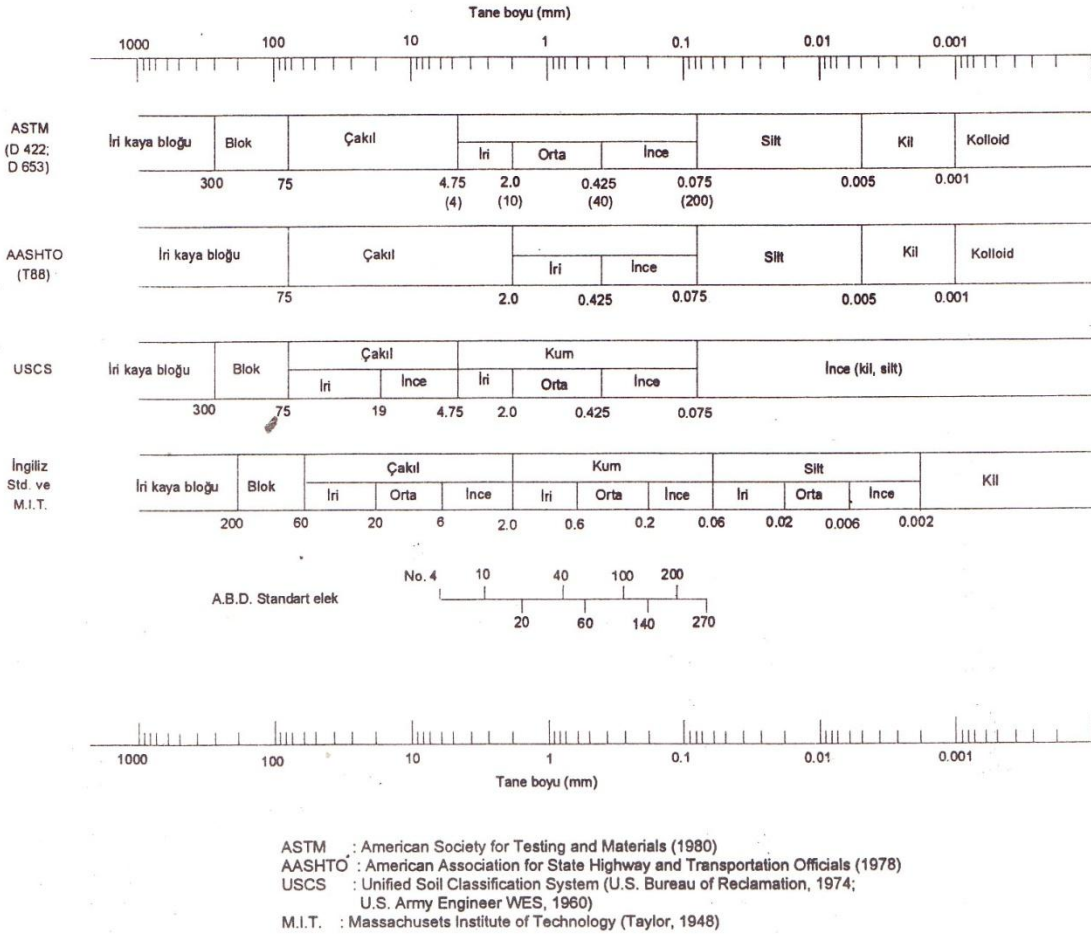 Tane boyu (mm)
1000 100 10 1 0.1 0.01 0.001
ASTM
(D 422;
D 653)
İri kaya bloğu Blok Çakıl Silt Kil Kolloid
İri Orta İnce
300 75 4.75 2.0 0.425 0.075 0.005 0.001
(4) (10) (40) (200)
AASHTO
(T88)
İri kaya bloğu Çakıl Silt Kil Kolloid
İri İnce
75 2.0 0.425 0.075 0.005 0.001
USCS
İri kaya bloğu Blok Çakıl Kum İnce (kil, silt)
İri İnce İri Orta İnce
300 75 19 4.75 2.0 0.425 0.075
İngiliz
Std. ve
M.I.T.
İri kaya bloğu Blok Çakıl Kum Silt Kil
İri Orta İnce İri Orta İnce İri Orta İnce
200 60 20 6 2.0 0.6 0.2 0.06 0.02 0.006 0.002
No. 4 10 40 100 200
A.B.D. Standart elek
20 60 140 270
1000 100 10 1 0.1 0.01 0.001
Tane boyu (mm)
ASTM : American Society for Testing and Materials (1980)
AASHTO : American Association for State Highway and Transportation Officials (1978)
USCS : Unified Soil Classification System (U.S. Bureau of Reclamation, 1974;
U.S. Army Engineer WES, 1960)
M.I.T. : Massachusets Institute of Technology (Taylor, 1948)